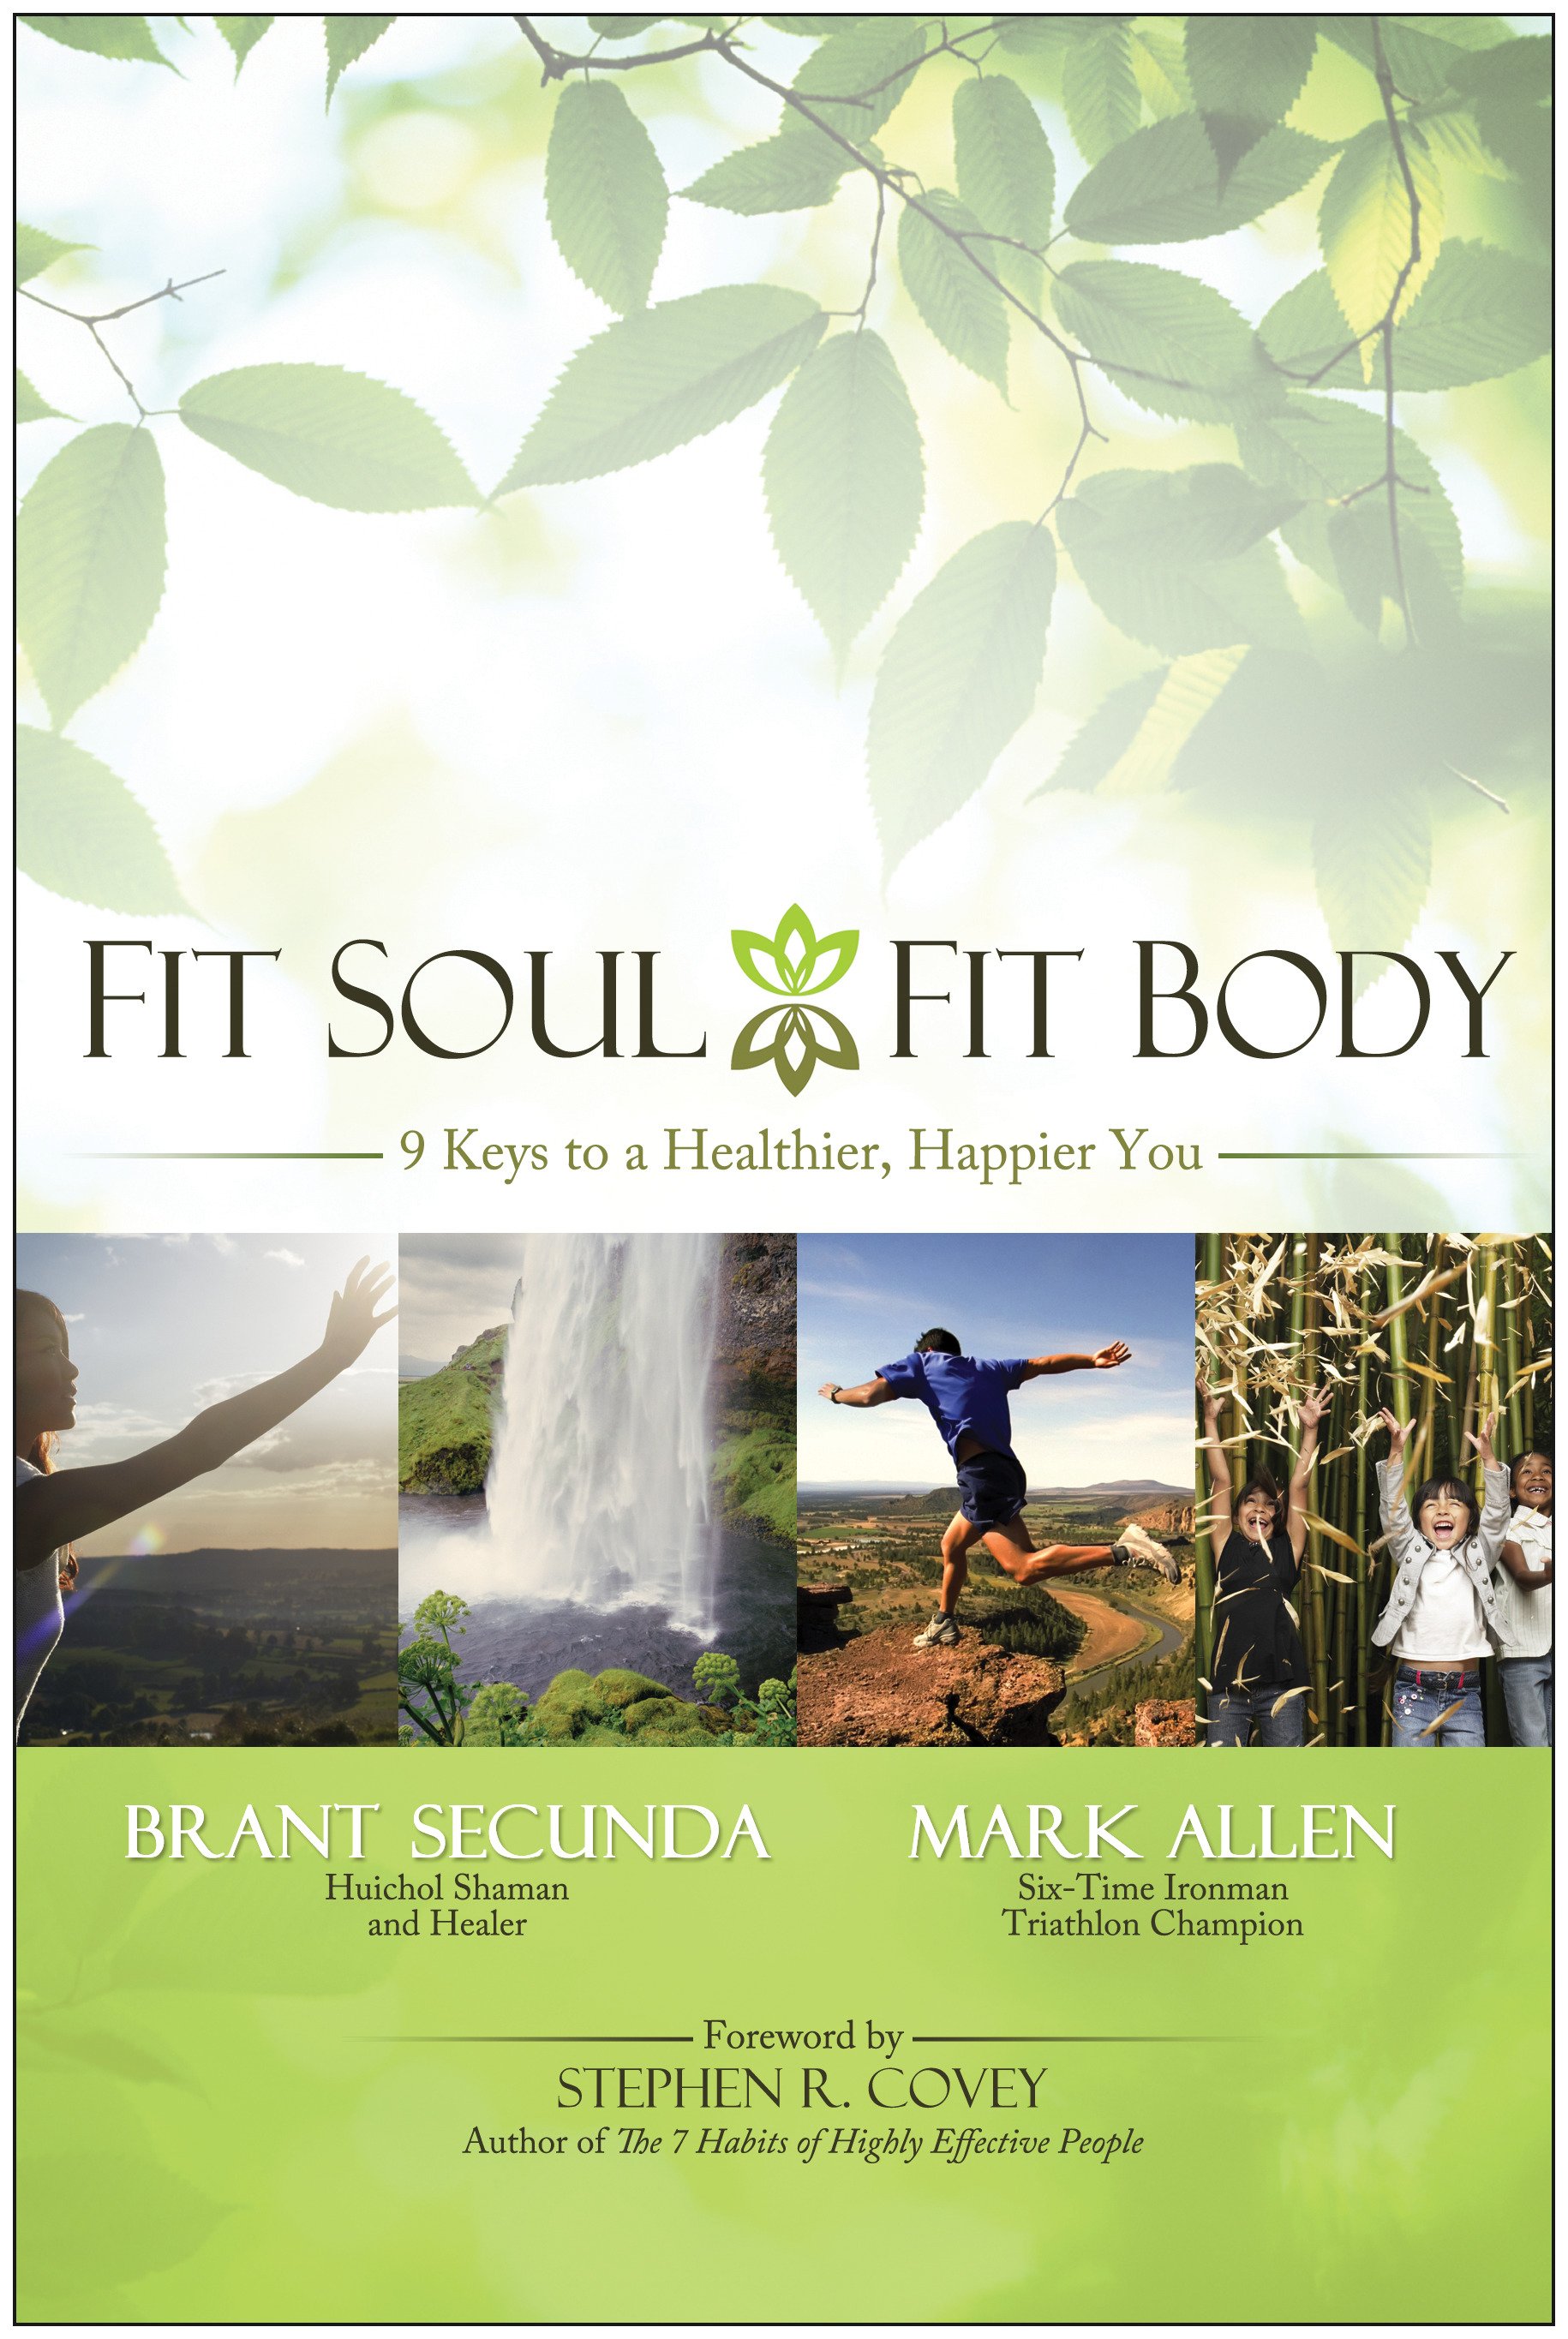 FIT SOUL FIT BODY
9 Keys to a Healthier, Happier You
BRANT SECUNDA
Huichol Shaman
and Healer
MARK ALLEN
Six-Time Ironman
Triathlon Champion
Foreword by
STEPHEN R. COVEY
Author of The 7 Habits of Highly Effective People